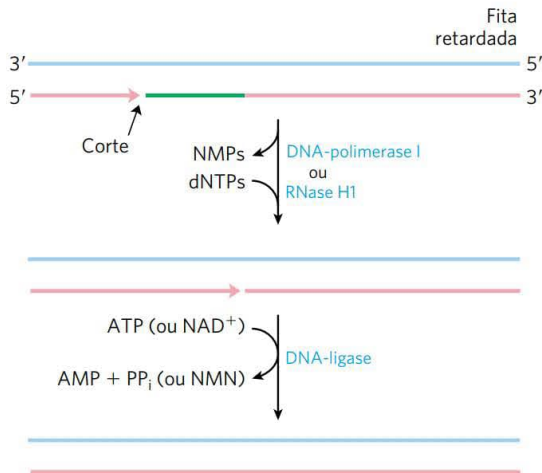 Fita
retardada
3′ 5′
5′ 3′
Corte
NMPs
dNTPs
DNA-polimerase I
ou
RNase H1
ATP (ou NAD⁺)
DNA-ligase
AMP + PPᵢ (ou NMN)